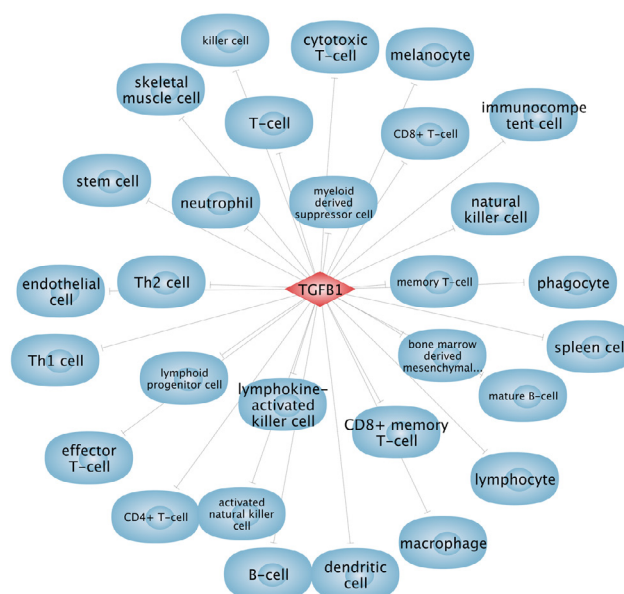 killer cell
cytotoxic
T-cell
melanocyte
skeletal
muscle cell
immunocompe
tent cell
T-cell
CD8+ T-cell
stem cell
neutrophil
myeloid
derived
suppressor cell
natural
killer cell
endothelial
cell
Th2 cell
TGFB1
memory T-cell
phagocyte
Th1 cell
lymphoid
progenitor cell
bone marrow
derived
mesenchymal...
spleen cell
lymphokine-
activated
killer cell
mature B-cell
CD8+ memory
T-cell
effector
T-cell
lymphocyte
CD4+ T-cell
activated
natural killer
cell
macrophage
B-cell
dendritic
cell